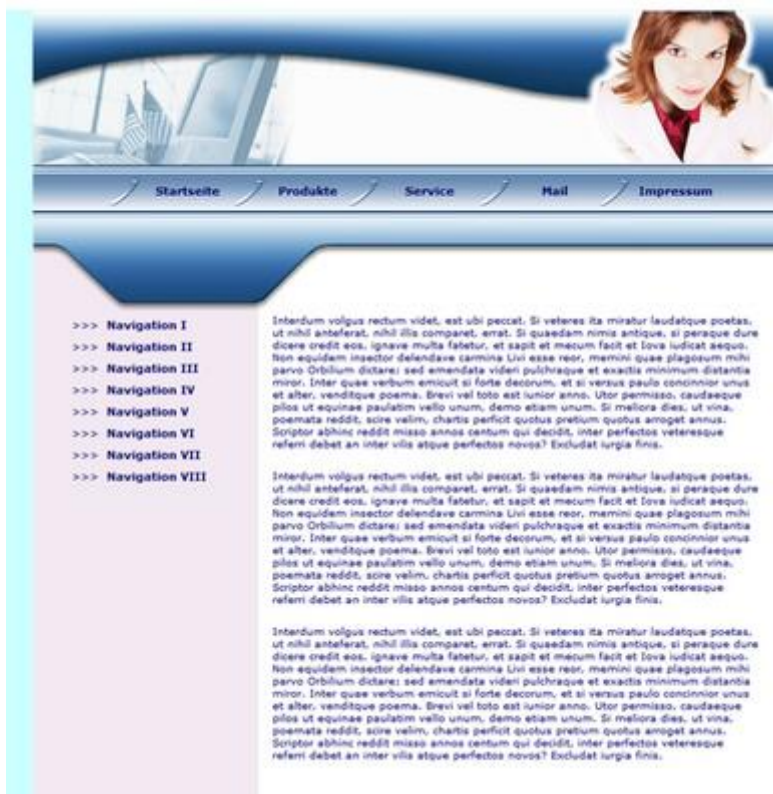 Startseite Produkte Service Mail Impressum
>>> Navigation I
>>> Navigation II
>>> Navigation III
>>> Navigation IV
>>> Navigation V
>>> Navigation VI
>>> Navigation VII
>>> Navigation VIII
Interdum volgus rectum videt, est ubi peccat. Si veteres ita miratur laudatque poetas,
ut nihil anteferat, nihil illis comparet, errat. Si quaedam nimis antique, si peraque dure
dicere credit eos, ignave multa fatetur, et sapit et mecum facit et Iova iudicat aequo.
Non equidem insector delendave carmina Livi esse reor, memini quae plagosum mihi
parvo Orbilium dictare; sed emendata videri pulchraque et exactis minimum distantia
miror. Inter quae verbum emicuit si forte decorum, et si versus paulo concinnior unus
et alter, venditque poema. Brevi vel toto est iunior anno. Utor permisso, caudaeque
pilos ut equinae paulatim vello unum, demo etiam unum. Si meliora dies, ut vina,
poemata reddit, scire velim, chartis perficit quotus pretium quotus arroget annus.
Scriptor abhinc reddit misso annos centum qui decidit, inter perfectos veteresque
referri debet an inter vilis atque perfectos novos? Excludat iurgia finis.
Interdum volgus rectum videt, est ubi peccat. Si veteres ita miratur laudatque poetas,
ut nihil anteferat, nihil illis comparet, errat. Si quaedam nimis antique, si peraque dure
dicere credit eos, ignave multa fatetur, et sapit et mecum facit et Iova iudicat aequo.
Non equidem insector delendave carmina Livi esse reor, memini quae plagosum mihi
parvo Orbilium dictare; sed emendata videri pulchraque et exactis minimum distantia
miror. Inter quae verbum emicuit si forte decorum, et si versus paulo concinnior unus
et alter, venditque poema. Brevi vel toto est iunior anno. Utor permisso, caudaeque
pilos ut equinae paulatim vello unum, demo etiam unum. Si meliora dies, ut vina,
poemata reddit, scire velim, chartis perficit quotus pretium quotus arroget annus.
Scriptor abhinc reddit misso annos centum qui decidit, inter perfectos veteresque
referri debet an inter vilis atque perfectos novos? Excludat iurgia finis.
Interdum volgus rectum videt, est ubi peccat. Si veteres ita miratur laudatque poetas,
ut nihil anteferat, nihil illis comparet, errat. Si quaedam nimis antique, si peraque dure
dicere credit eos, ignave multa fatetur, et sapit et mecum facit et Iova iudicat aequo.
Non equidem insector delendave carmina Livi esse reor, memini quae plagosum mihi
parvo Orbilium dictare; sed emendata videri pulchraque et exactis minimum distantia
miror. Inter quae verbum emicuit si forte decorum, et si versus paulo concinnior unus
et alter, venditque poema. Brevi vel toto est iunior anno. Utor permisso, caudaeque
pilos ut equinae paulatim vello unum, demo etiam unum. Si meliora dies, ut vina,
poemata reddit, scire velim, chartis perficit quotus pretium quotus arroget annus.
Scriptor abhinc reddit misso annos centum qui decidit, inter perfectos veteresque
referri debet an inter vilis atque perfectos novos? Excludat iurgia finis.